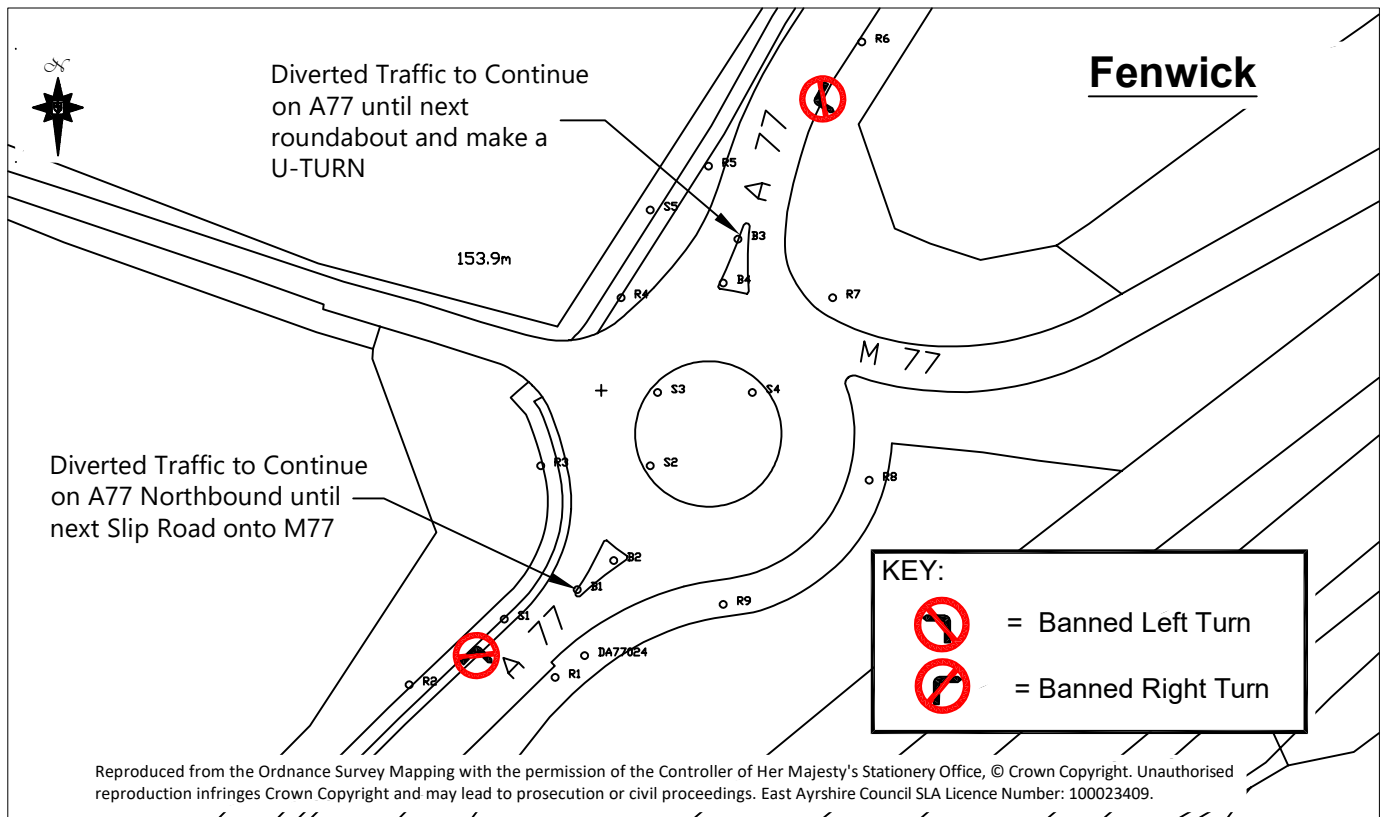 Fenwick
N
Diverted Traffic to Continue
on A77 until next
roundabout and make a
U-TURN
R6
A 77
R5
S5
B3
153.9m
B4
R4
R7
M 77
S3
S4
Diverted Traffic to Continue
on A77 Northbound until
next Slip Road onto M77
R3
S2
R8
B2
B1
R9
S1
A 77
DA77024
R2
R1
KEY:
= Banned Left Turn
= Banned Right Turn
Reproduced from the Ordnance Survey Mapping with the permission of the Controller of Her Majesty's Stationery Office, © Crown Copyright. Unauthorised
reproduction infringes Crown Copyright and may lead to prosecution or civil proceedings. East Ayrshire Council SLA Licence Number: 100023409.